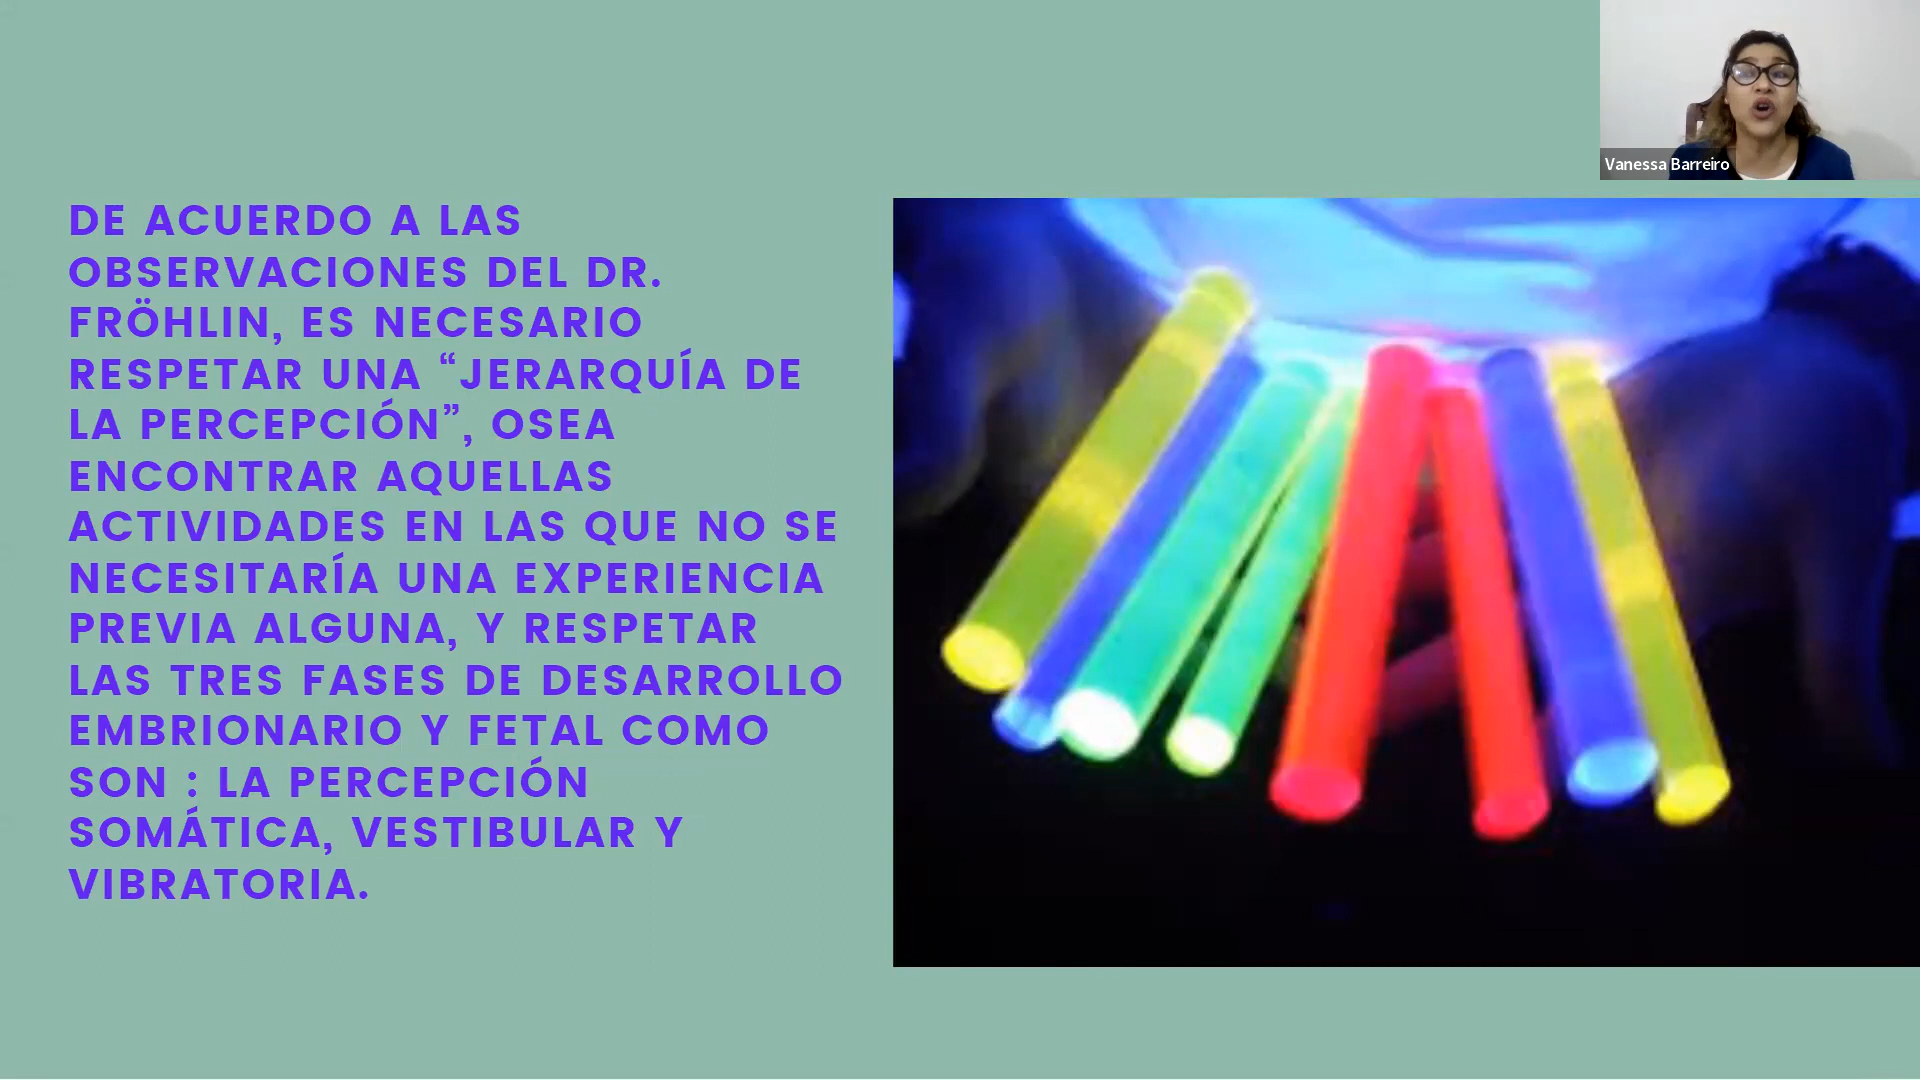 Vanessa Barreiro
DE ACUERDO A LAS
OBSERVACIONES DEL DR.
FRÖHLIN, ES NECESARIO
RESPETAR UNA “JERARQUÍA DE
LA PERCEPCIÓN”, OSEA
ENCONTRAR AQUELLAS
ACTIVIDADES EN LAS QUE NO SE
NECESITARÍA UNA EXPERIENCIA
PREVIA ALGUNA, Y RESPETAR
LAS TRES FASES DE DESARROLLO
EMBRIONARIO Y FETAL COMO
SON : LA PERCEPCIÓN
SOMÁTICA, VESTIBULAR Y
VIBRATORIA.